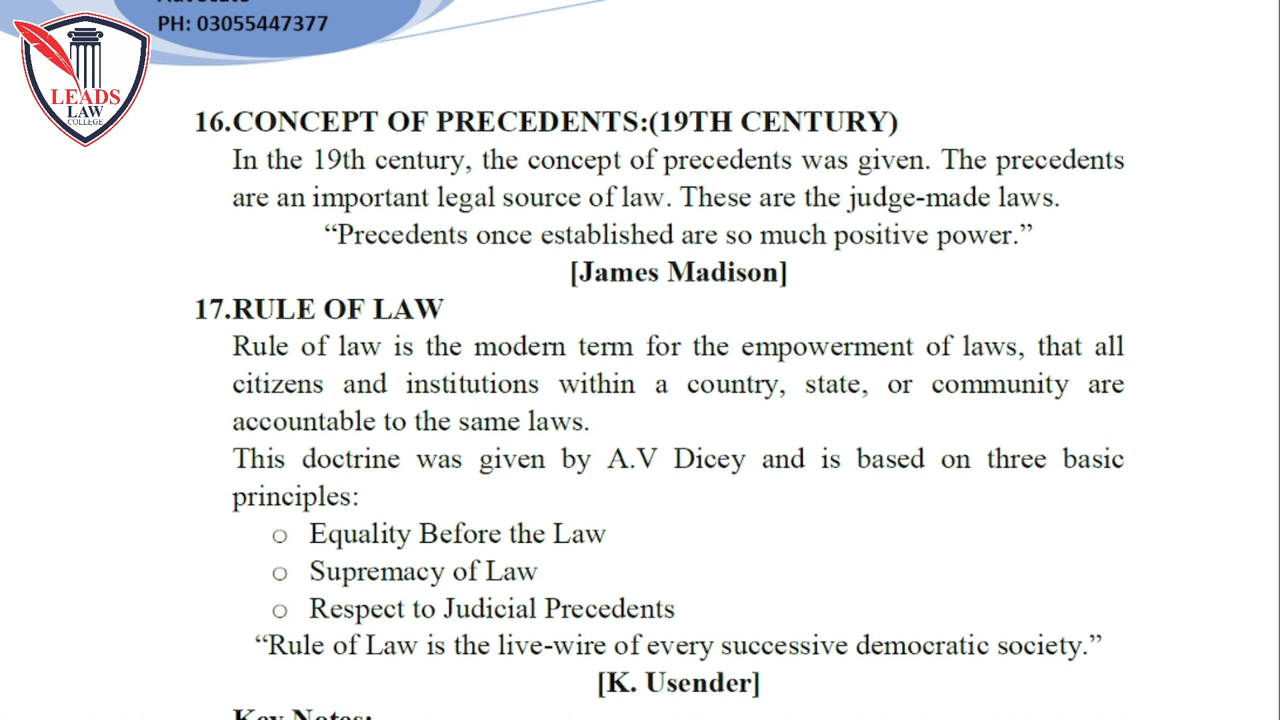 PH: 03055447377
LEADS
LAW
COLLEGE
16.CONCEPT OF PRECEDENTS:(19TH CENTURY)
In the 19th century, the concept of precedents was given. The precedents
are an important legal source of law. These are the judge-made laws.
“Precedents once established are so much positive power.”
[James Madison]
17.RULE OF LAW
Rule of law is the modern term for the empowerment of laws, that all
citizens and institutions within a country, state, or community are
accountable to the same laws.
This doctrine was given by A.V Dicey and is based on three basic
principles:
o Equality Before the Law
o Supremacy of Law
o Respect to Judicial Precedents
“Rule of Law is the live-wire of every successive democratic society.”
[K. Usender]
Key Notes: